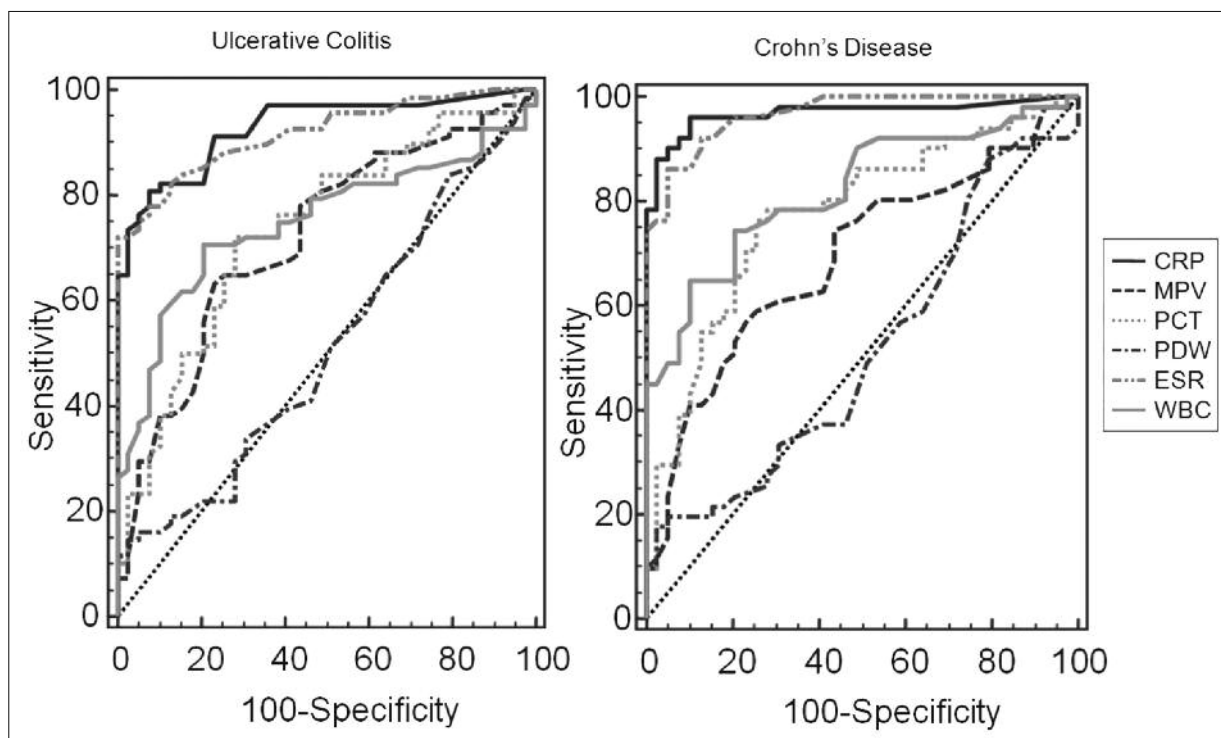 Ulcerative Colitis
Crohn's Disease
Sensitivity
100
80
60
40
20
0
0 20 40 60 80 100
100-Specificity
Sensitivity
100
80
60
40
20
0
0 20 40 60 80 100
100-Specificity
CRP
MPV
PCT
PDW
ESR
WBC